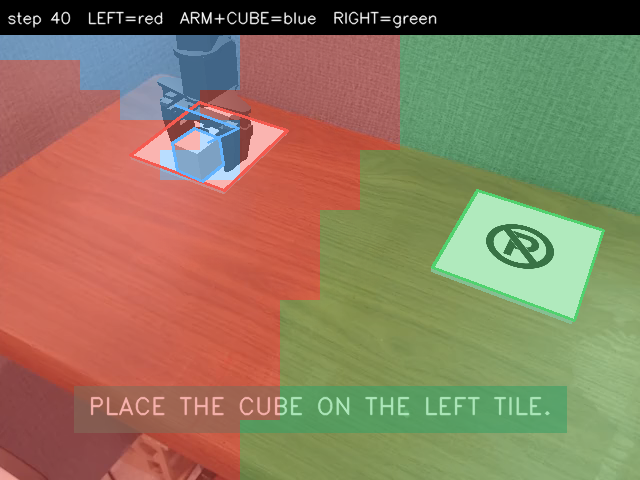 step 40 LEFT=red ARM+CUBE=blue RIGHT=green
P
PLACE THE CUBE ON THE LEFT TILE.